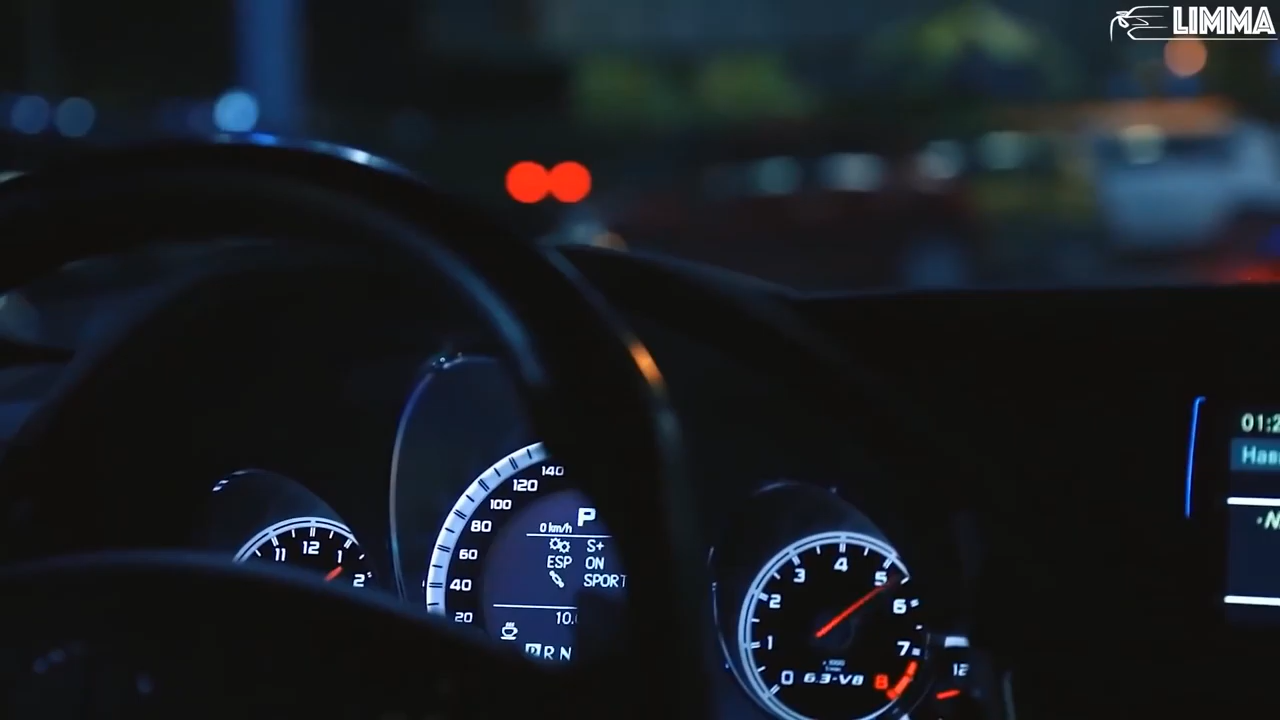 LIMMA
01:2
Has
11 12 1 2
140
120
100
80
60
40
20
P
0 km/h
S+
ESP ON
SPORT
10.
P R N
0 1 2 3 4 5 6 7 8
6.3-V8
12